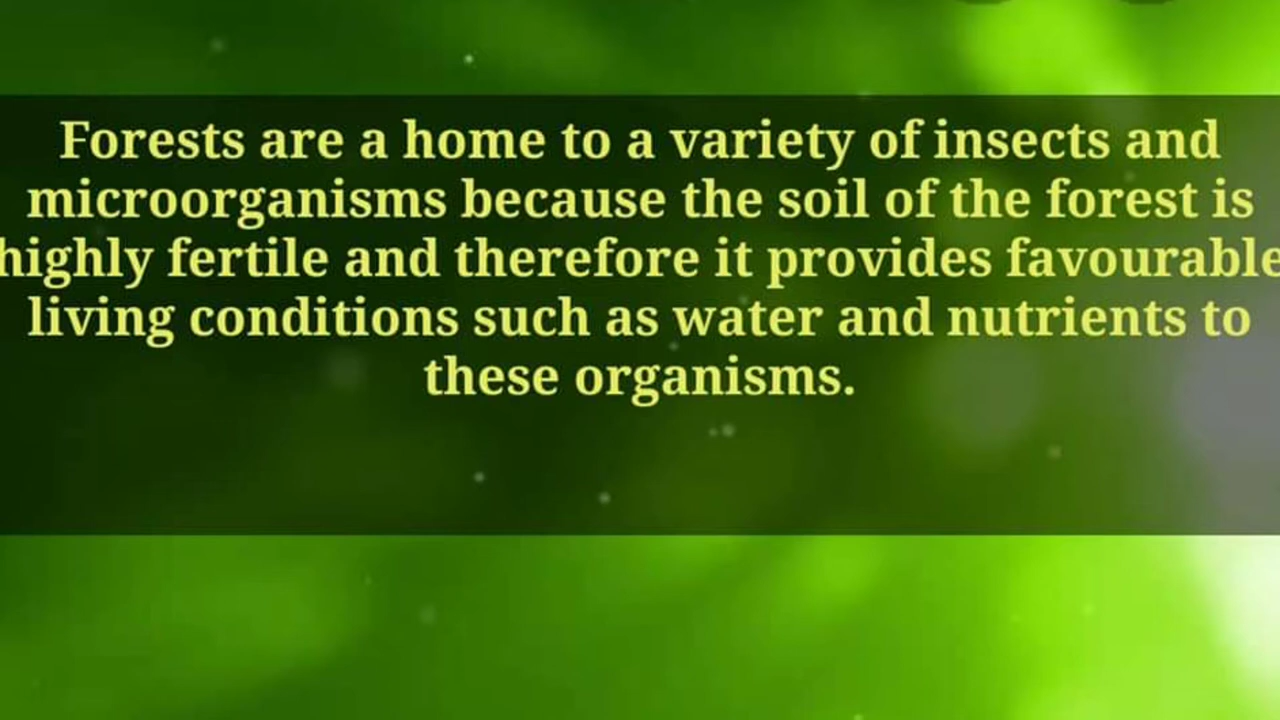 Forests are a home to a variety of insects and
microorganisms because the soil of the forest is
highly fertile and therefore it provides favourable
living conditions such as water and nutrients to
these organisms.